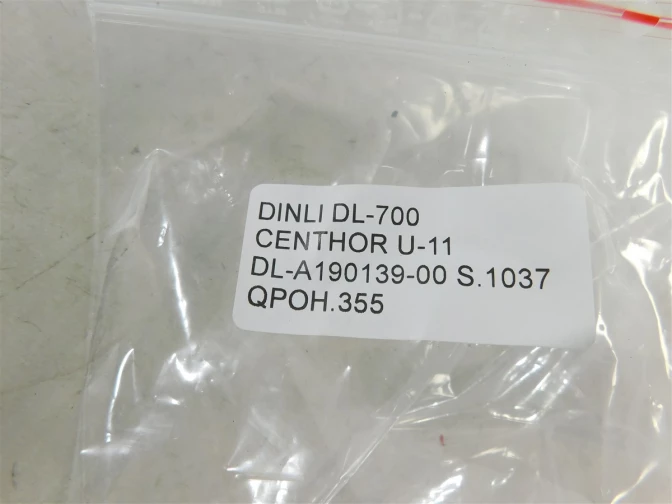 DINLI DL-700
CENTHOR U-11
DL-A190139-00 S.1037
QPOH.355